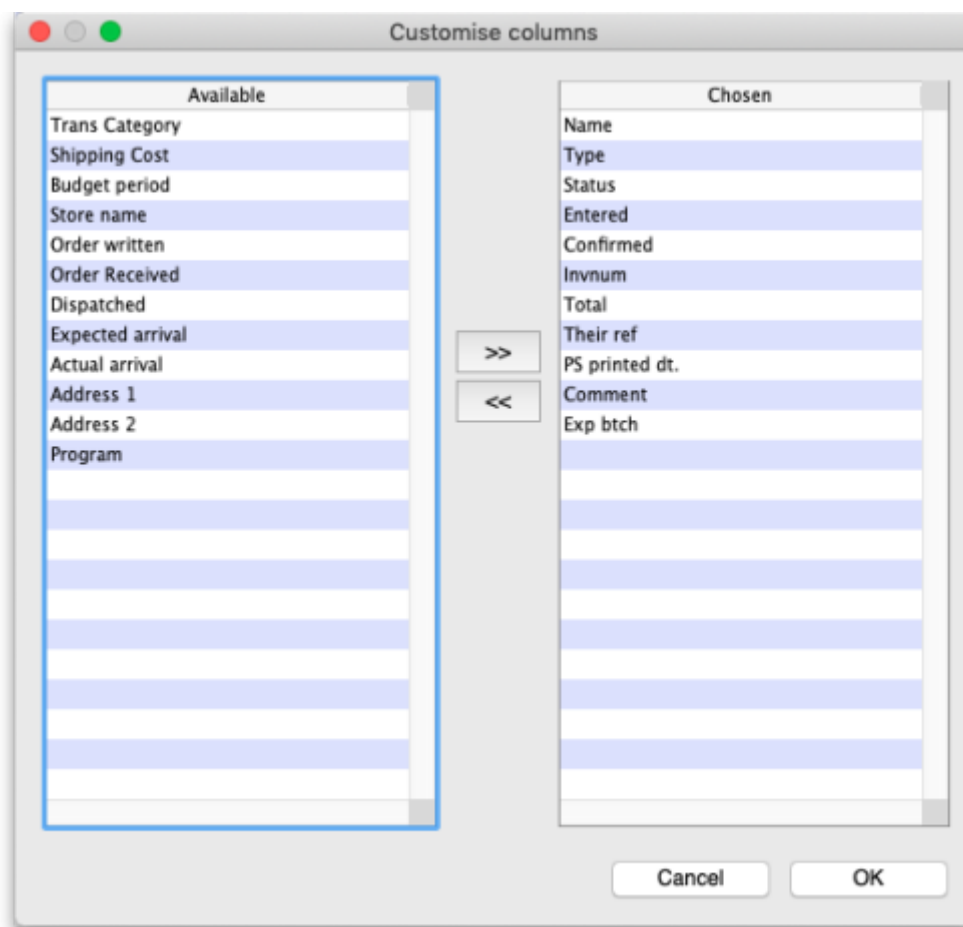 Customise columns
Available
Trans Category
Shipping Cost
Budget period
Store name
Order written
Order Received
Dispatched
Expected arrival
Actual arrival
Address 1
Address 2
Program
>>
<<
Chosen
Name
Type
Status
Entered
Confirmed
Invnum
Total
Their ref
PS printed dt.
Comment
Exp btch
Cancel
OK